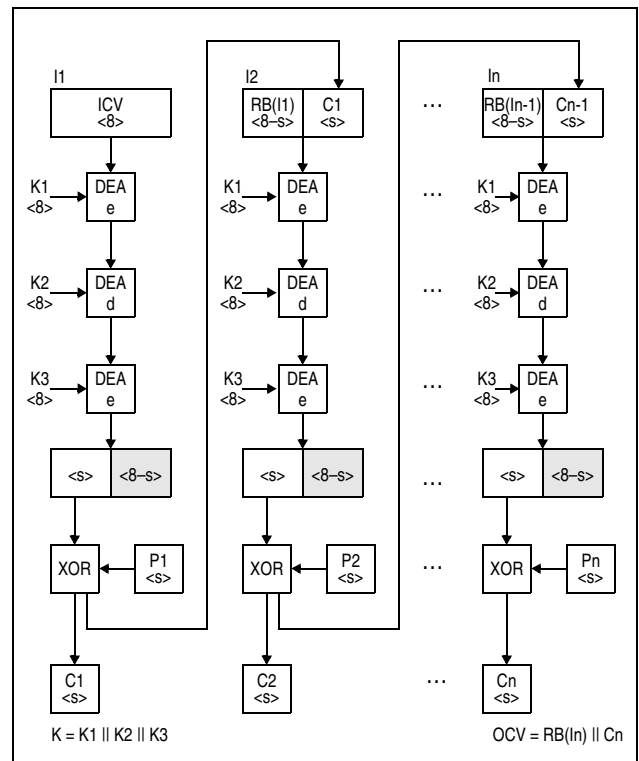 I1 I2 In
ICV RB(I1) C1 … RB(In-1) Cn-1
<8> <8–s> <s> <8–s> <s>
K1 DEA K1 DEA … K1 DEA
<8> e <8> e <8> e
K2 DEA K2 DEA … K2 DEA
<8> d <8> d <8> d
K3 DEA K3 DEA … K3 DEA
<8> e <8> e <8> e
<s> <8–s> <s> <8–s> … <s> <8–s>
XOR P1 XOR P2 … XOR Pn
<s> <s> <s>
C1 C2 … Cn
<s> <s> <s>
K = K1 || K2 || K3 OCV = RB(In) || Cn